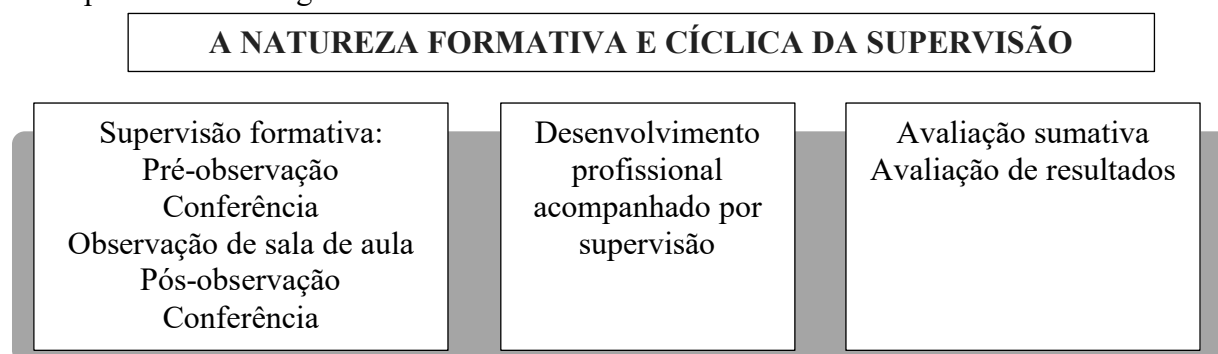 A NATUREZA FORMATIVA E CÍCLICA DA SUPERVISÃO
Supervisão formativa:
Pré-observação
Conferência
Observação de sala de aula
Pós-observação
Conferência
Desenvolvimento
profissional
acompanhado por
supervisão
Avaliação sumativa
Avaliação de resultados